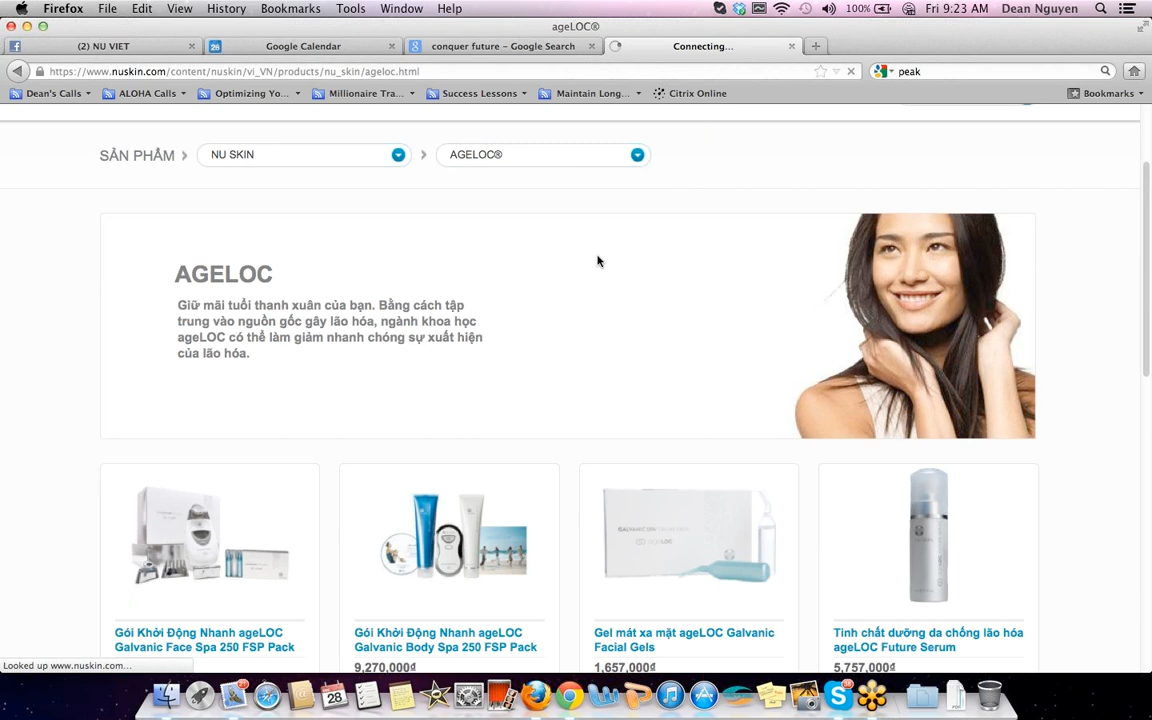 Firefox File Edit View History Bookmarks Tools Window Help 100% Fri 9:23 AM Dean Nguyen
ageLOC®
(2) NU VIET Google Calendar conquer future – Google Search Connecting...
https://www.nuskin.com/content/nuskin/vi_VN/products/nu_skin/ageloc.html peak
Dean's Calls ALOHA Calls Optimizing Yo... Millionaire Tra... Success Lessons Maintain Long... Citrix Online Bookmarks
SẢN PHẨM NU SKIN AGELOC®
AGELOC
Giữ mãi tuổi thanh xuân của bạn. Bằng cách tập
trung vào nguồn gốc gây lão hóa, ngành khoa học
ageLOC có thể làm giảm nhanh chóng sự xuất hiện
của lão hóa.
Gói Khởi Động Nhanh ageLOC
Galvanic Face Spa 250 FSP Pack
Gói Khởi Động Nhanh ageLOC
Galvanic Body Spa 250 FSP Pack
9,270,000₫
Gel mát xa mặt ageLOC Galvanic
Facial Gels
1,657,000₫
Tinh chất dưỡng da chống lão hóa
ageLOC Future Serum
5,757,000₫
Looked up www.nuskin.com...